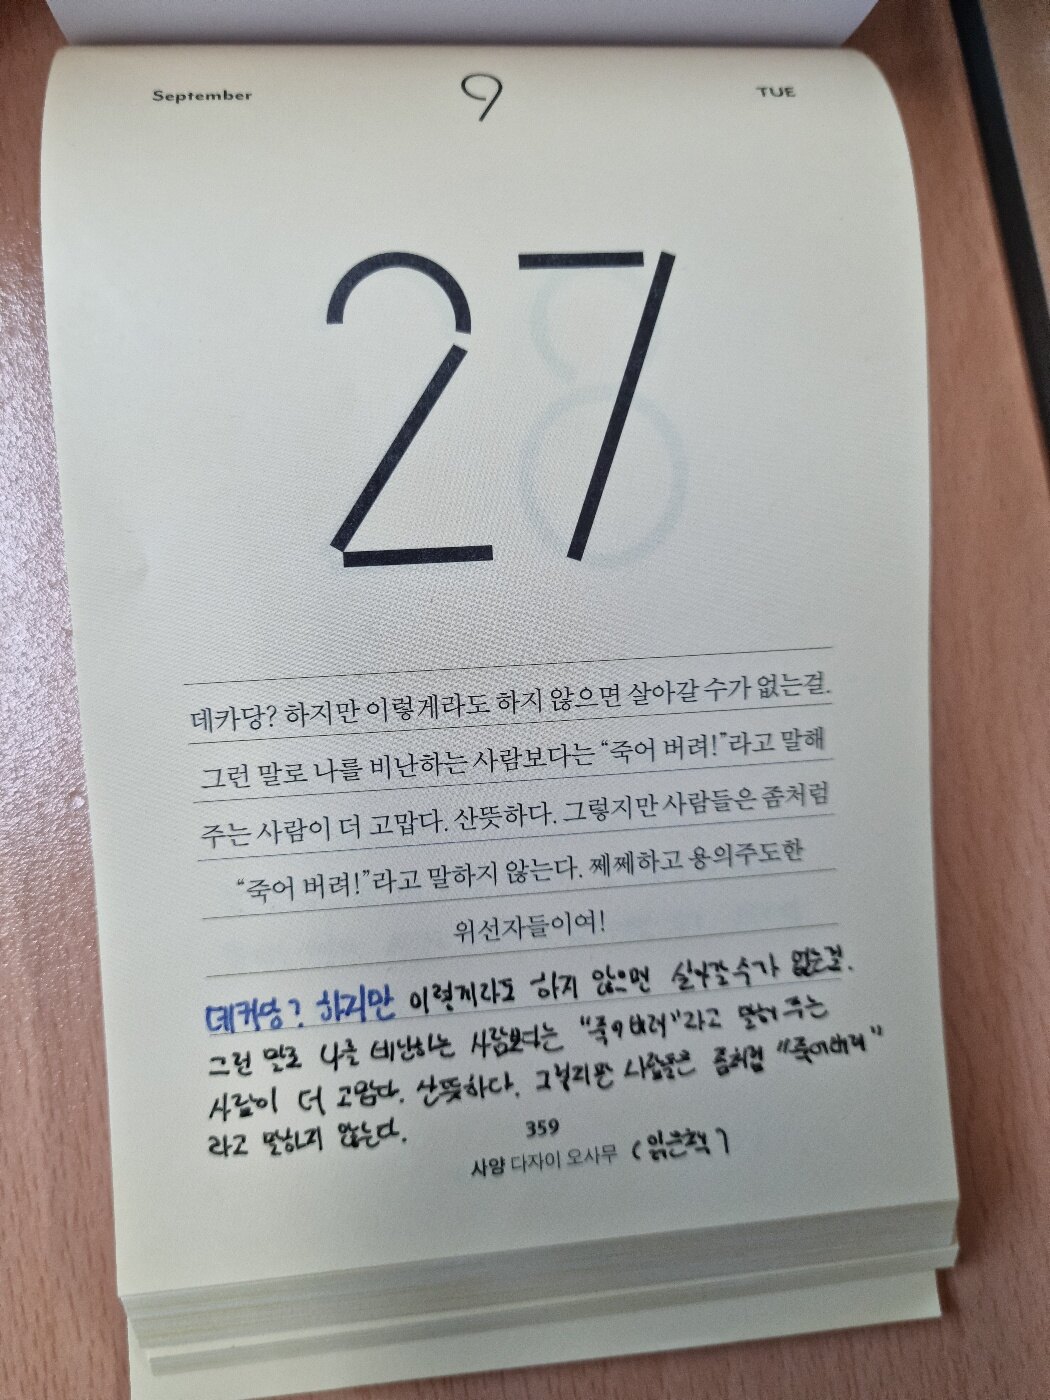 September 9 TUE
27
데카당? 하지만 이렇게라도 하지 않으면 살아갈 수가 없는걸.
그런 말로 나를 비난하는 사람보다는 “죽어 버려!”라고 말해
주는 사람이 더 고맙다. 산뜻하다. 그렇지만 사람들은 좀처럼
“죽어 버려!”라고 말하지 않는다. 쩨쩨하고 용의주도한
위선자들이여!
데카당? 하지만 이렇게라도 하지 않으면 살아갈 수가 없는걸.
그런 말로 나를 비난하는 사람보다는 "죽어 버려"라고 말해 주는
사람이 더 고맙다. 산뜻하다. 그렇지만 사람들은 좀처럼 "죽어버려"
라고 말하지 않는다.
359
사양 다자이 오사무 (읽은책)